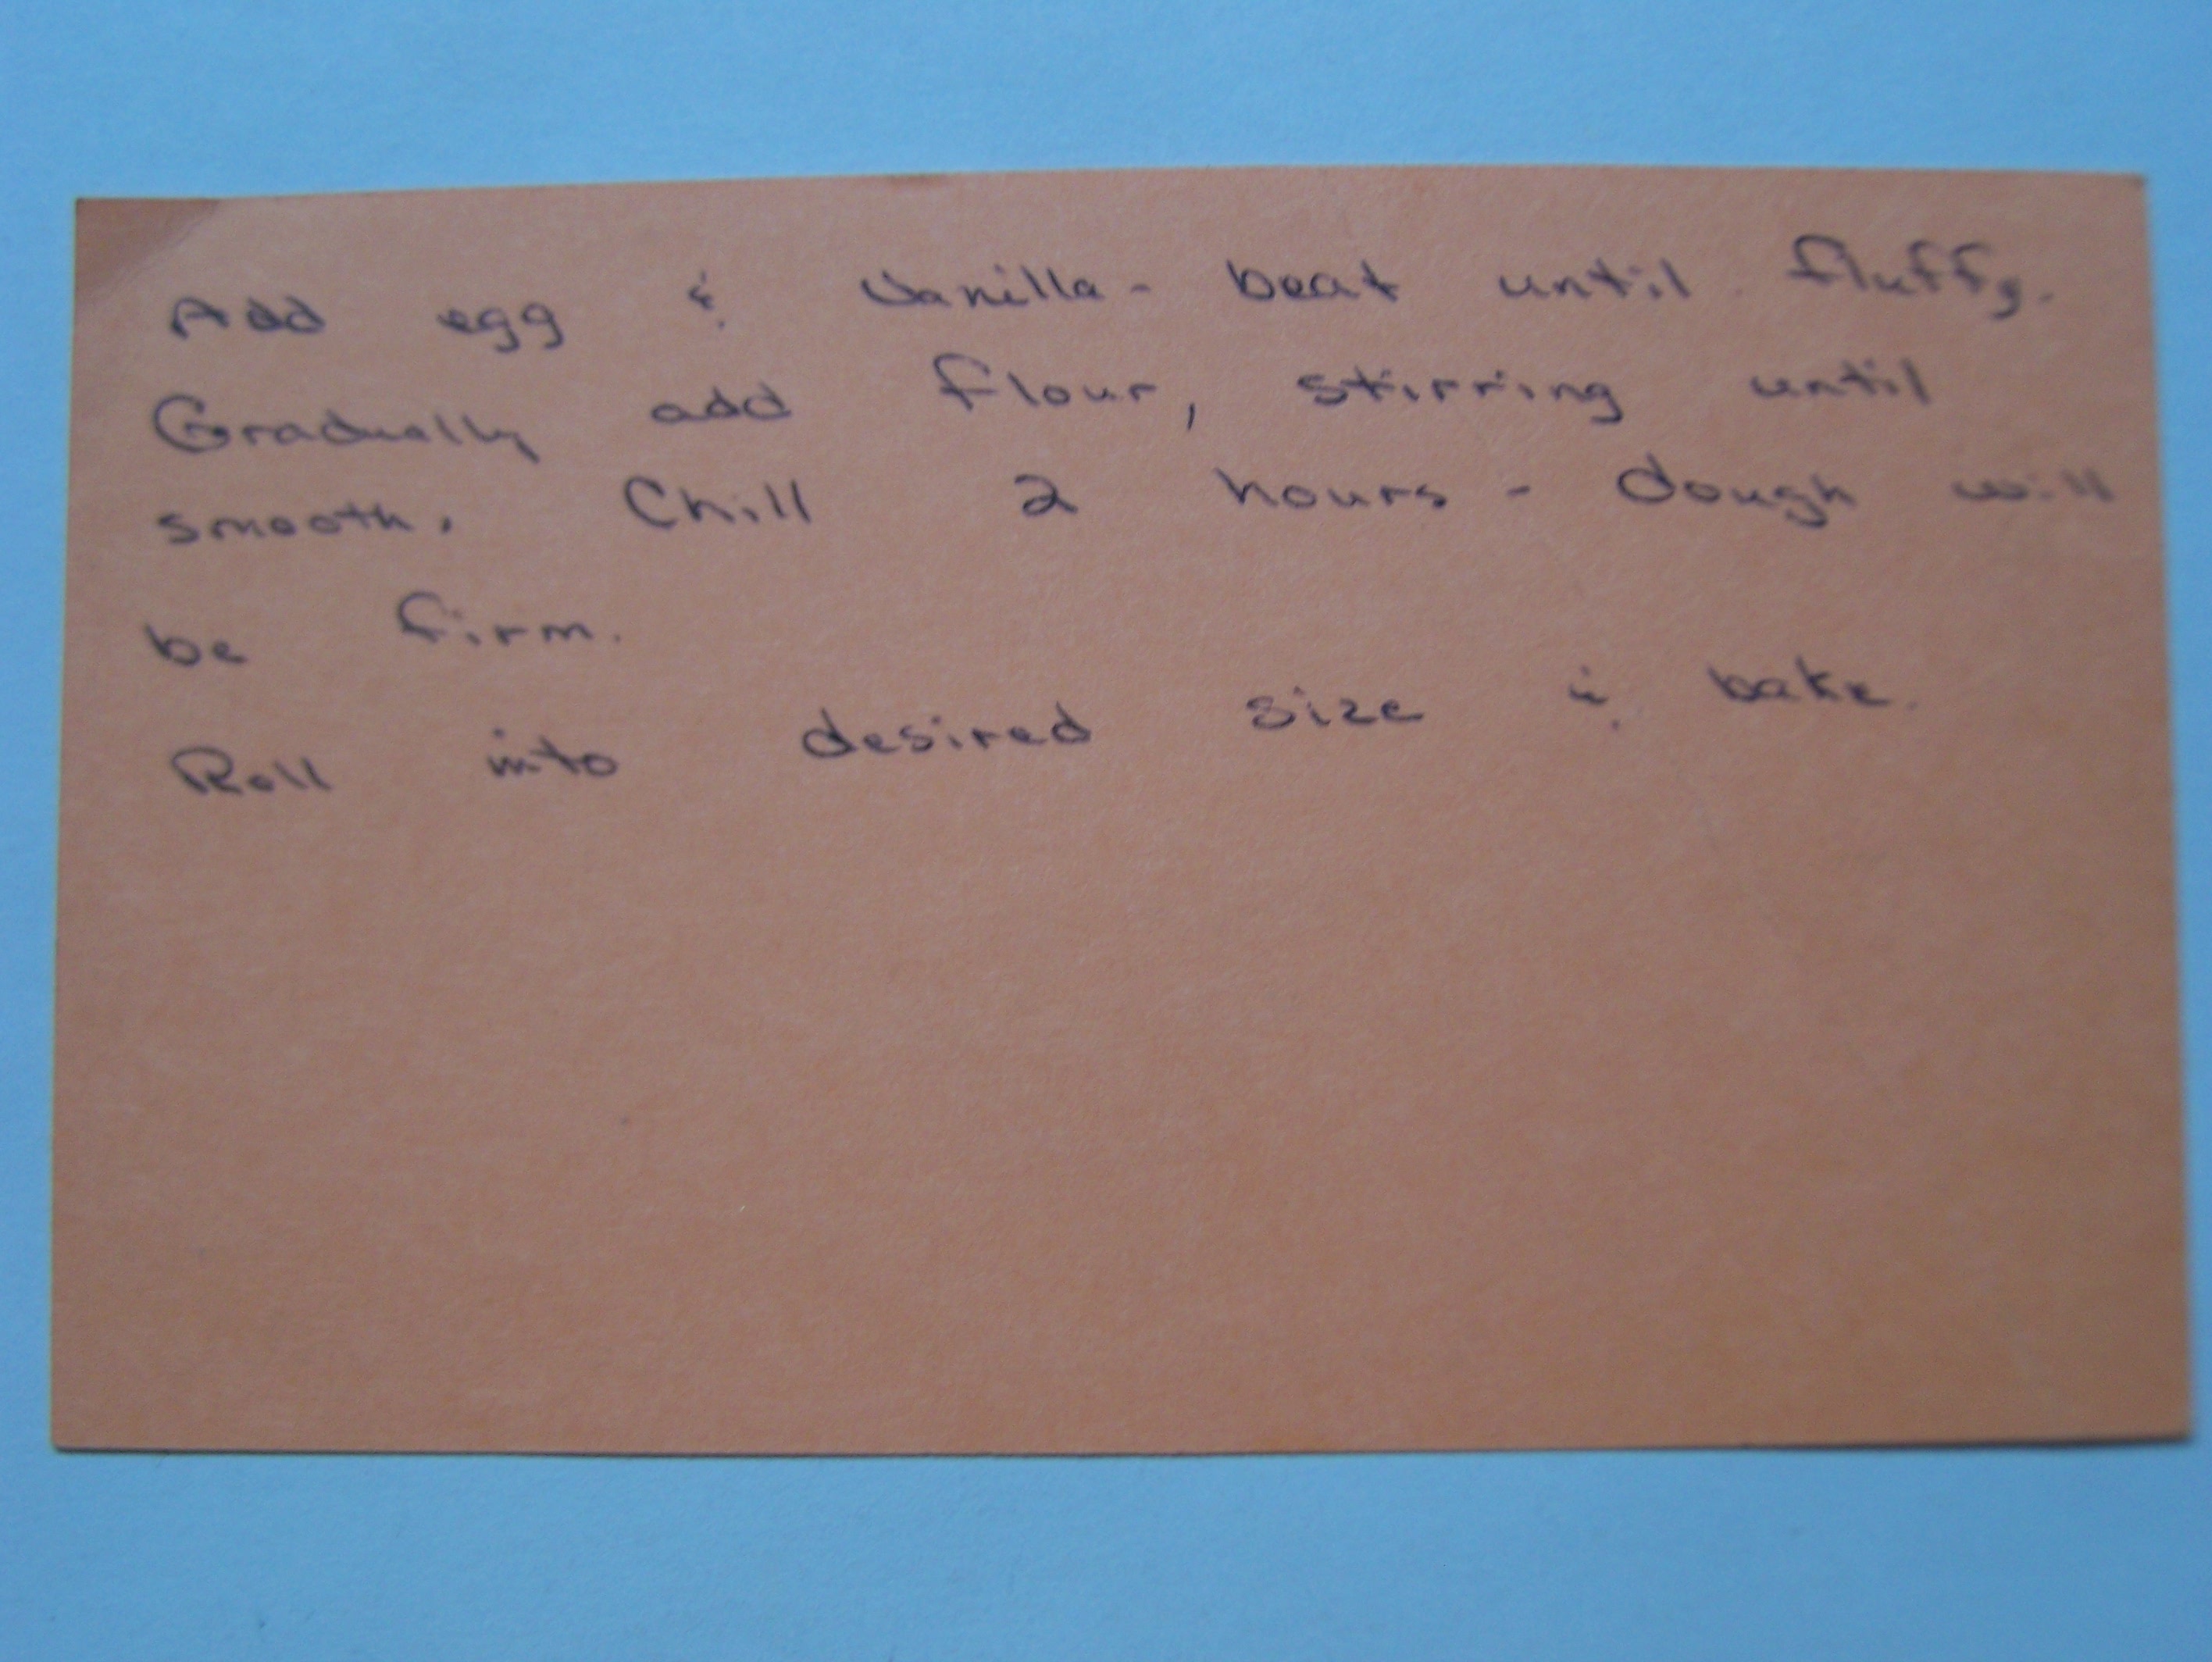 Add egg & Vanilla - beat until fluffy.
Gradually add flour, stirring until
smooth. Chill 2 hours - dough will
be firm.
Roll into desired size & bake.